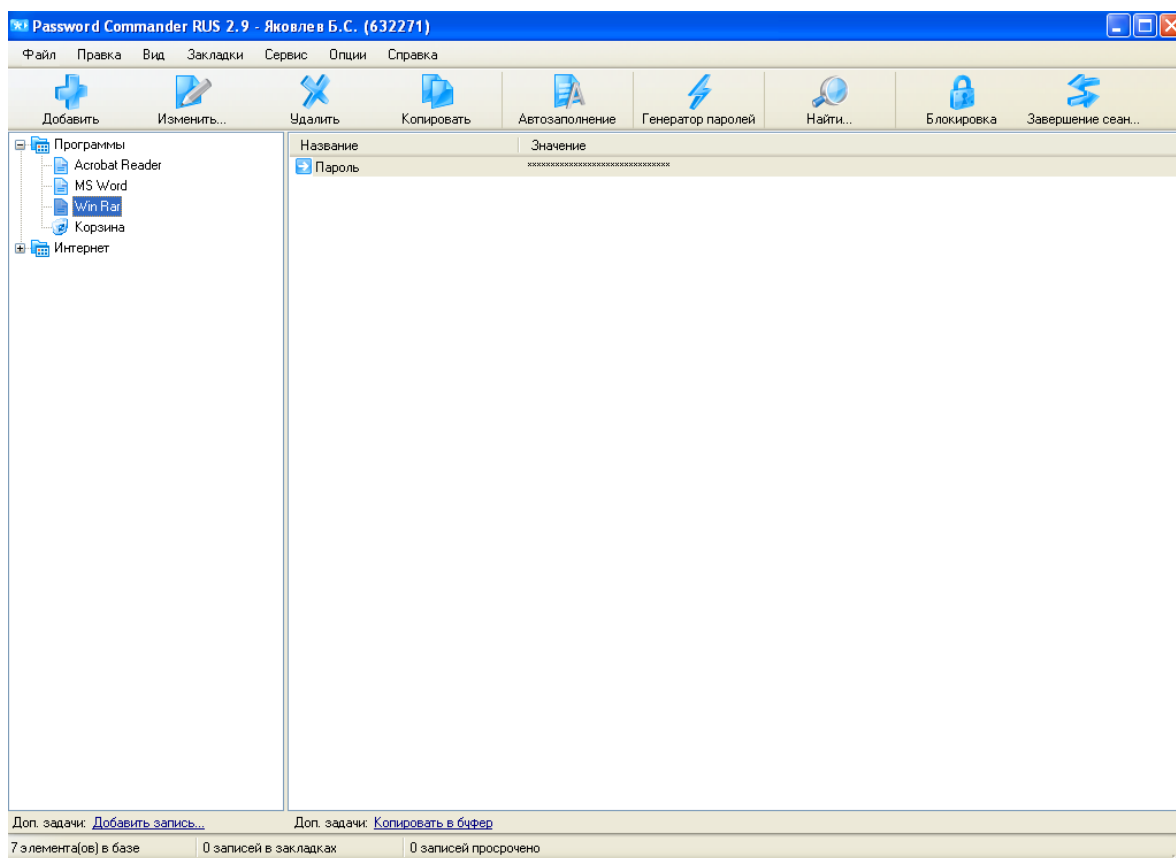 Password Commander RUS 2.9 - Яковлев Б.С. (632271)
Файл Правка Вид Закладки Сервис Опции Справка
Добавить Изменить... Удалить Копировать Автозаполнение Генератор паролей Найти... Блокировка Завершение сеан...
Программы
Acrobat Reader
MS Word
Win Rar
Корзина
Интернет
Название Значение
Пароль ********************************
Доп. задачи: Добавить запись... Доп. задачи: Копировать в буфер
7 элемента(ов) в базе 0 записей в закладках 0 записей просрочено